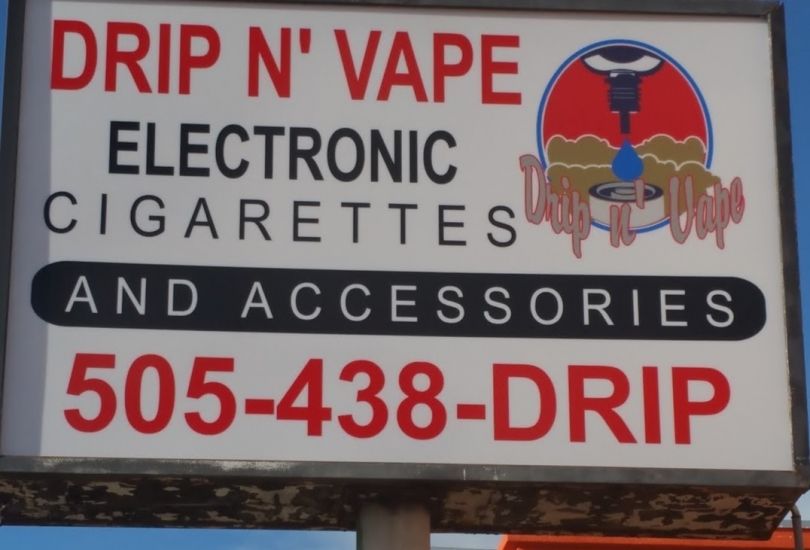 DRIP N' VAPE
ELECTRONIC
CIGARETTES
Drip n' Vape
AND ACCESSORIES
505-438-DRIP